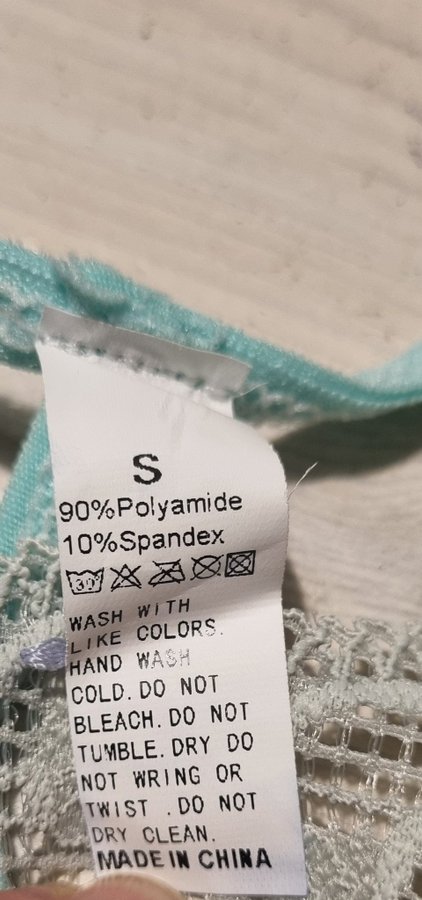 S
90%Polyamide
10%Spandex
30
WASH WITH
LIKE COLORS.
HAND WASH
COLD.DO NOT
BLEACH.DO NOT
TUMBLE.DRY DO
NOT WRING OR
TWIST .DO NOT
DRY CLEAN.
MADE IN CHINA